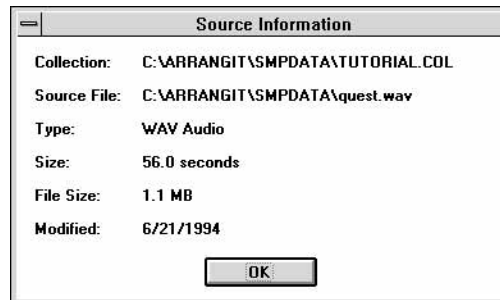 Source Information
Collection: C:\ARRANGIT\SMPDATA\TUTORIAL.COL
Source File: C:\ARRANGIT\SMPDATA\quest.wav
Type: WAV Audio
Size: 56.0 seconds
File Size: 1.1 MB
Modified: 6/21/1994
OK